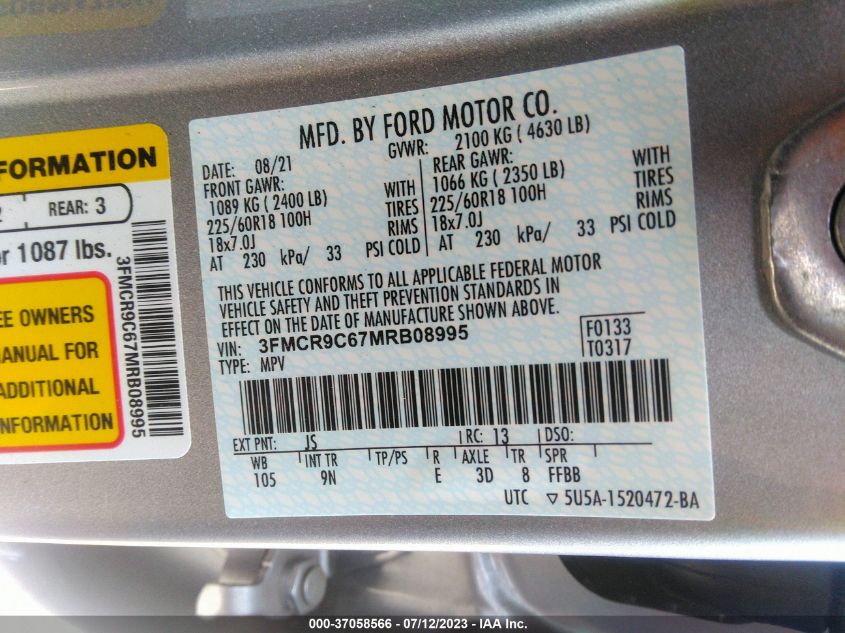 FORMATION
2 REAR: 3
or 1087 lbs.
EE OWNERS
MANUAL FOR
ADDITIONAL
NFORMATION
3FMCR9C67MRB08995
MFD. BY FORD MOTOR CO.
DATE: 08/21 GVWR: 2100 KG ( 4630 LB)
FRONT GAWR: REAR GAWR:
1089 KG ( 2400 LB) WITH 1066 KG ( 2350 LB) WITH
225/60R18 100H TIRES 225/60R18 100H TIRES
18x7.0J RIMS 18x7.0J RIMS
AT 230 kPa/ 33 PSI COLD AT 230 kPa/ 33 PSI COLD
THIS VEHICLE CONFORMS TO ALL APPLICABLE FEDERAL MOTOR
VEHICLE SAFETY AND THEFT PREVENTION STANDARDS IN
EFFECT ON THE DATE OF MANUFACTURE SHOWN ABOVE.
VIN: 3FMCR9C67MRB08995 F0133
TYPE: MPV T0317
EXT PNT: JS RC: 13 DSO:
WB INT TR TP/PS R AXLE TR SPR
105 9N E 3D 8 FFBB
UTC ▽ 5U5A-1520472-BA
000-37058566 / 07/12/2023 - © IAA, Inc.